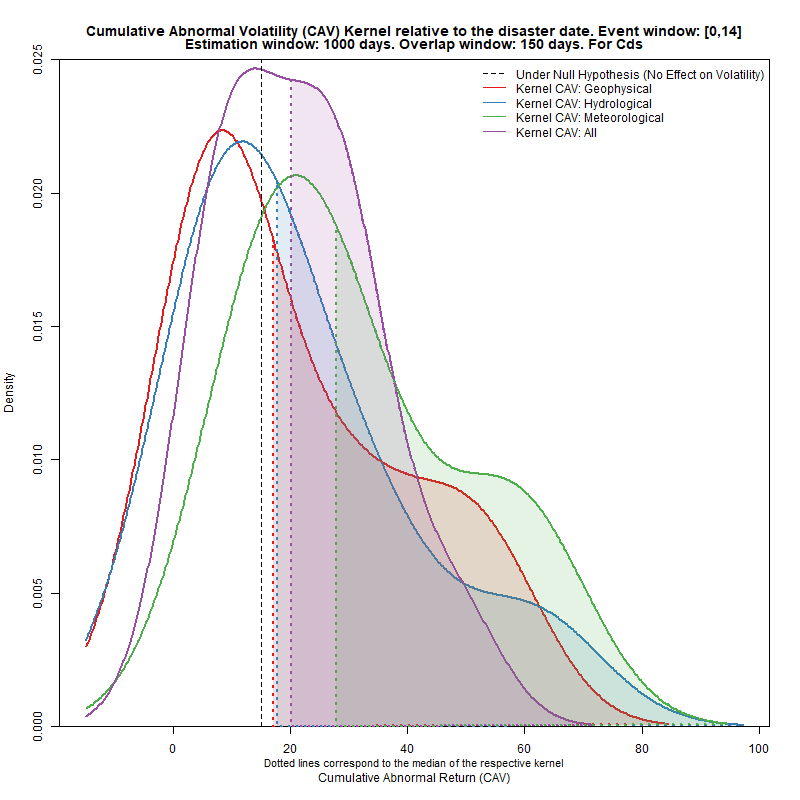 Cumulative Abnormal Volatility (CAV) Kernel relative to the disaster date. Event window: [0,14]
Estimation window: 1000 days. Overlap window: 150 days. For Cds
Under Null Hypothesis (No Effect on Volatility)
Kernel CAV: Geophysical
Kernel CAV: Hydrological
Kernel CAV: Meteorological
Kernel CAV: All
0.025
0.020
0.015
0.010
0.005
0.000
Density
0 20 40 60 80 100
Dotted lines correspond to the median of the respective kernel
Cumulative Abnormal Return (CAV)